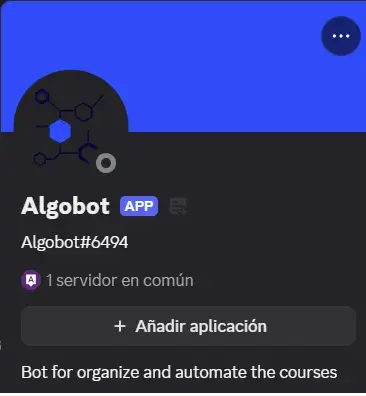 Algobot APP
Algobot#6494
1 servidor en común
+ Añadir aplicación
Bot for organize and automate the courses